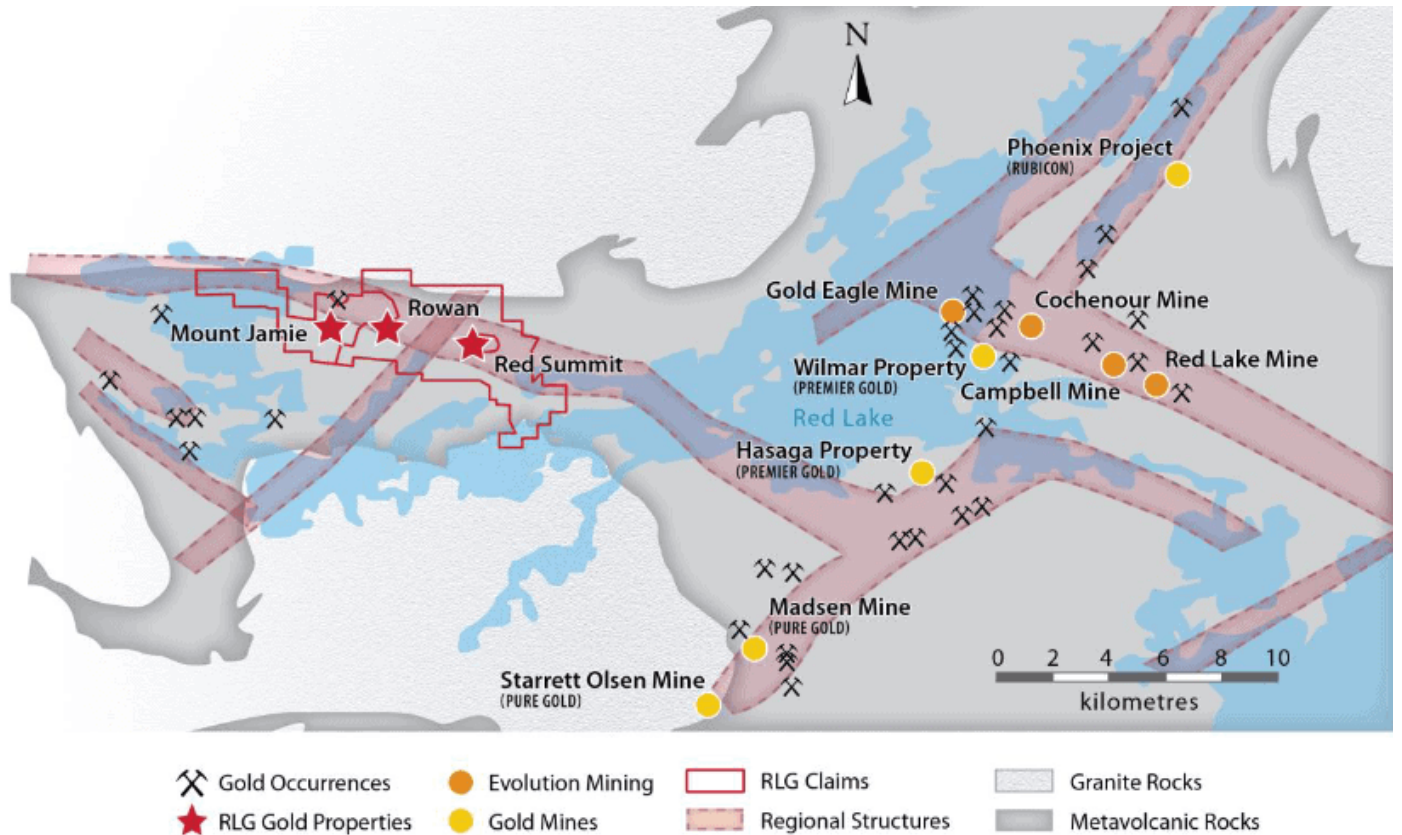 N
Phoenix Project
(RUBICON)
Gold Eagle Mine
Cochenour Mine
Rowan
Mount Jamie
Red Summit
Wilmar Property
(PREMIER GOLD)
Red Lake Mine
Campbell Mine
Red Lake
Hasaga Property
(PREMIER GOLD)
Madsen Mine
(PURE GOLD)
Starrett Olsen Mine
(PURE GOLD)
0 2 4 6 8 10
kilometres
Gold Occurrences
Evolution Mining
RLG Claims
Granite Rocks
RLG Gold Properties
Gold Mines
Regional Structures
Metavolcanic Rocks